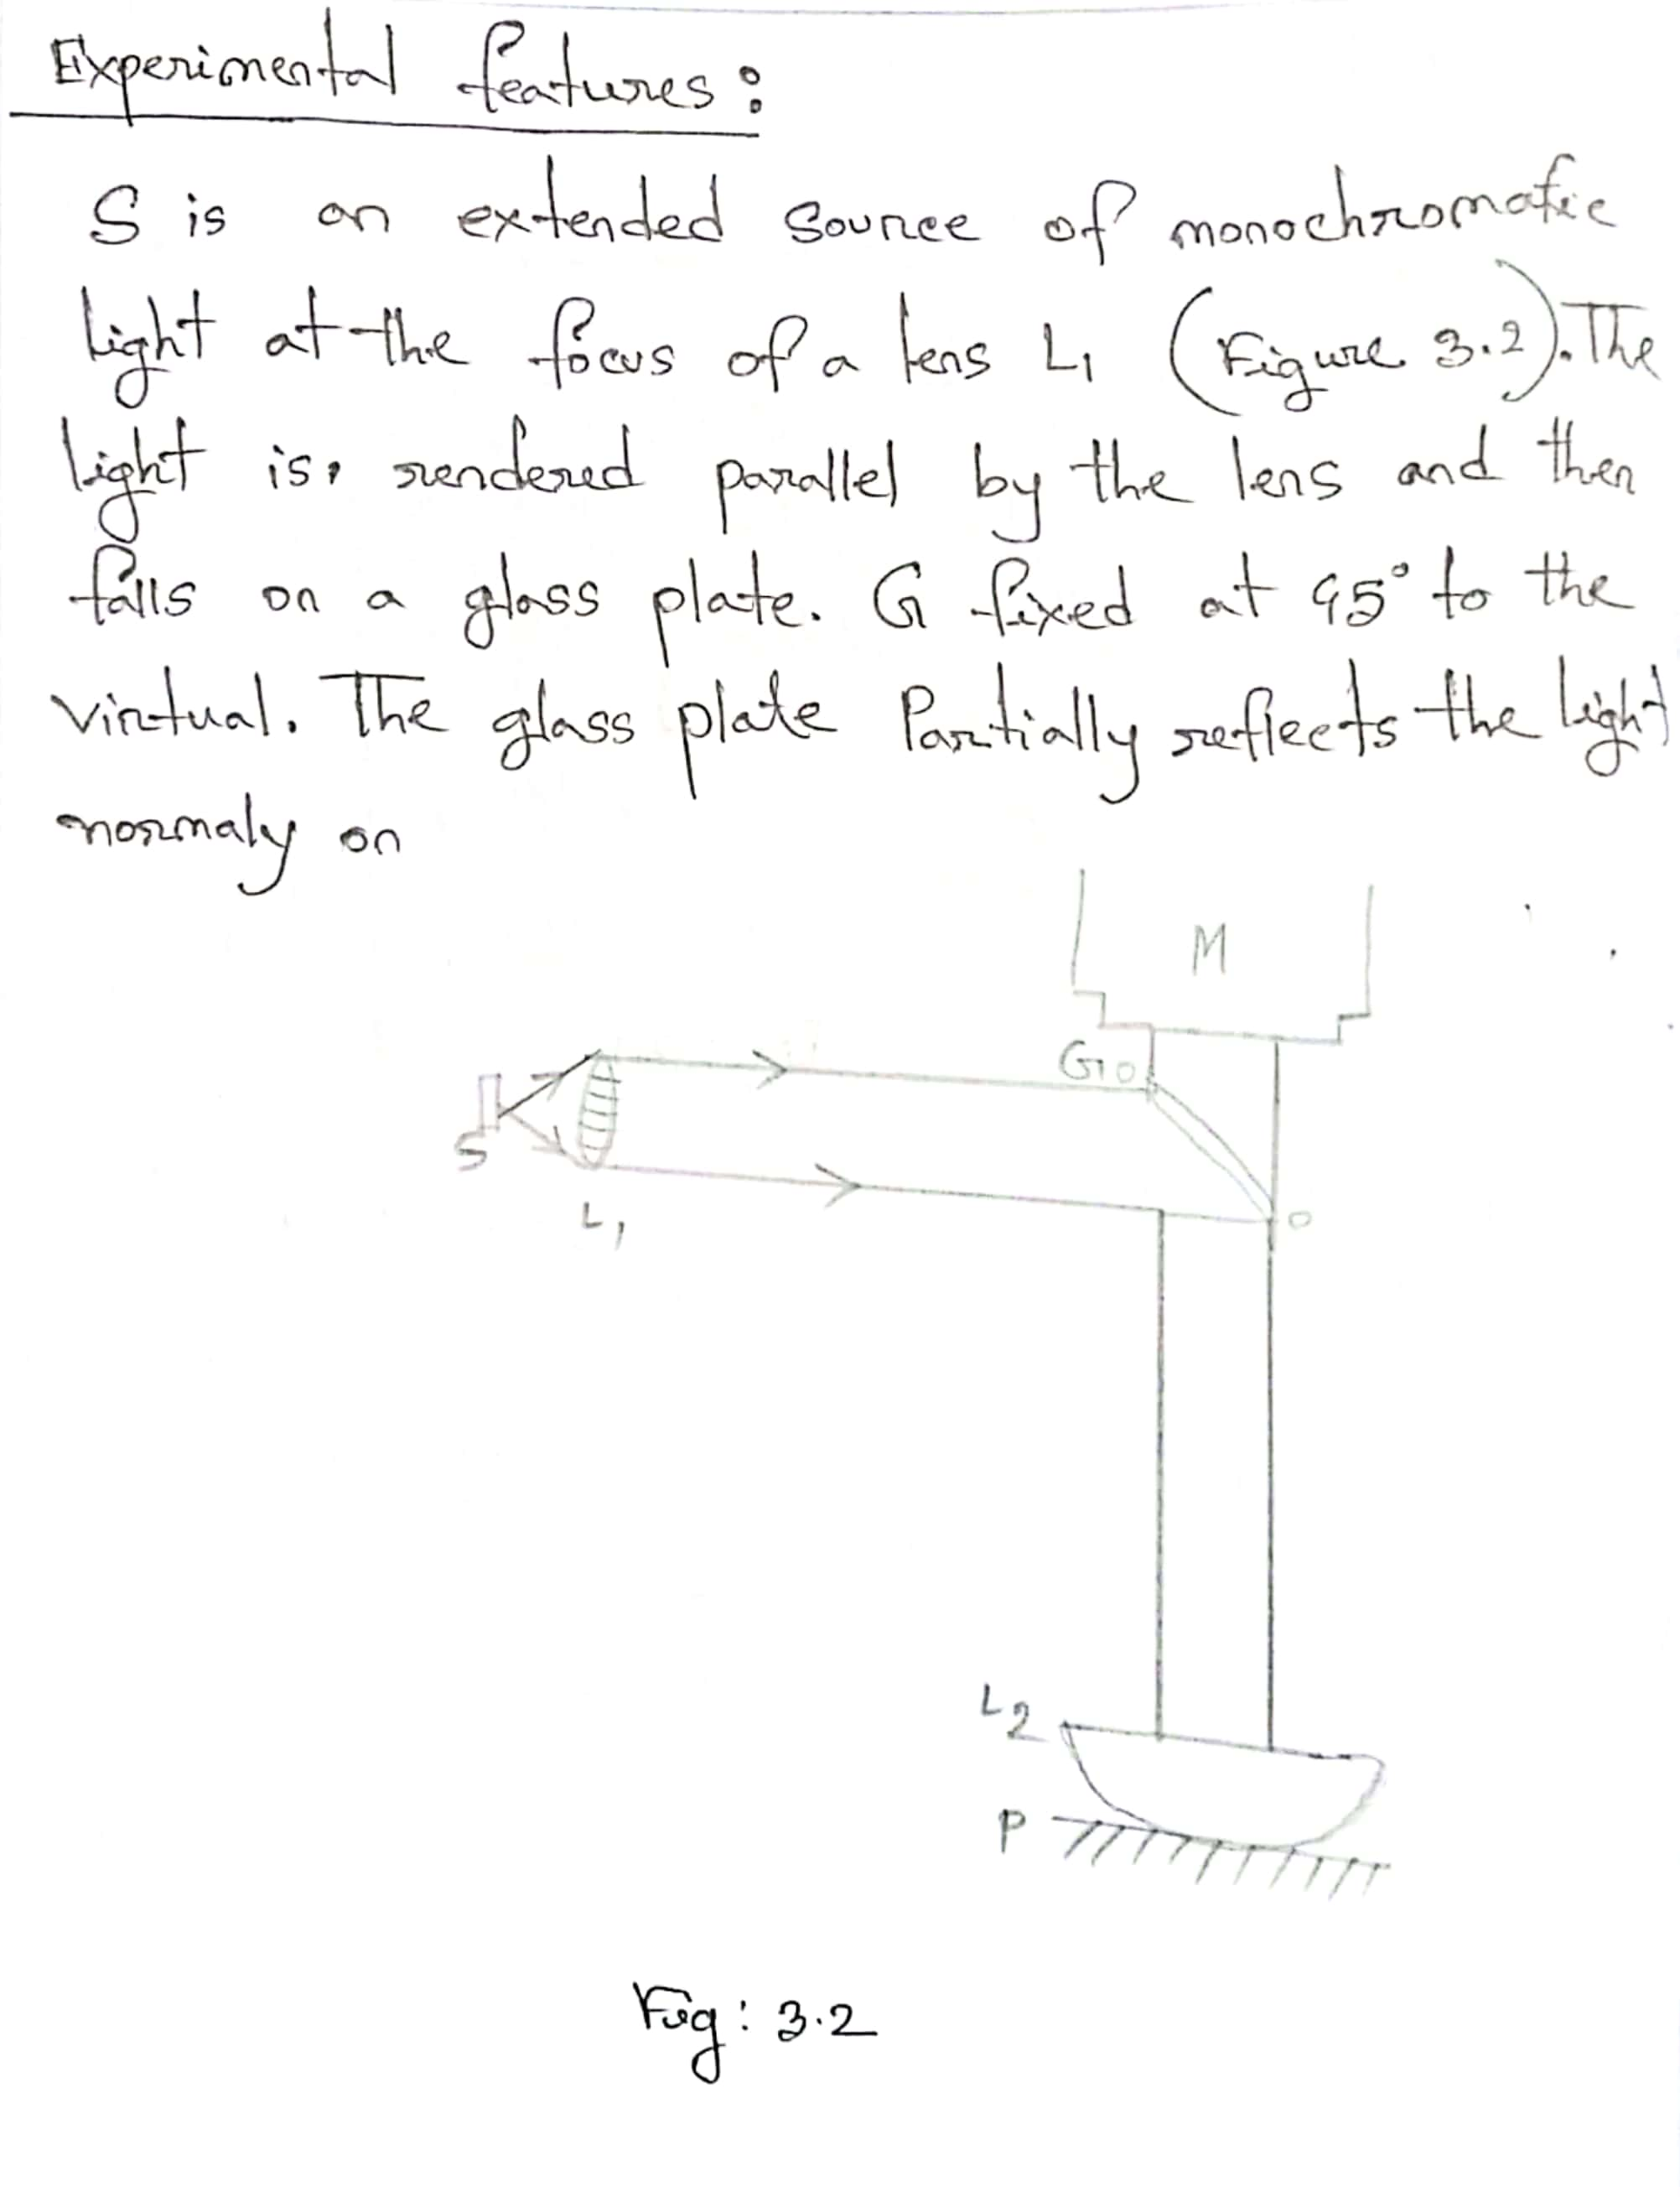 Experimental features:
S is an extended source of monochromatic
light at the focus of a lens L1 (Figure 3.2). The
light is, rendered parallel by the lens and then
falls on a glass plate. G fixed at 45° to the
virtual. The glass plate Partially reflects the light
normaly on
M
G
S
L1
L2
P
Fig: 3.2